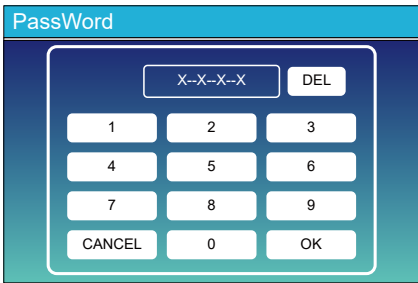 PassWord
X--X--X--X DEL
1 2 3
4 5 6
7 8 9
CANCEL 0 OK